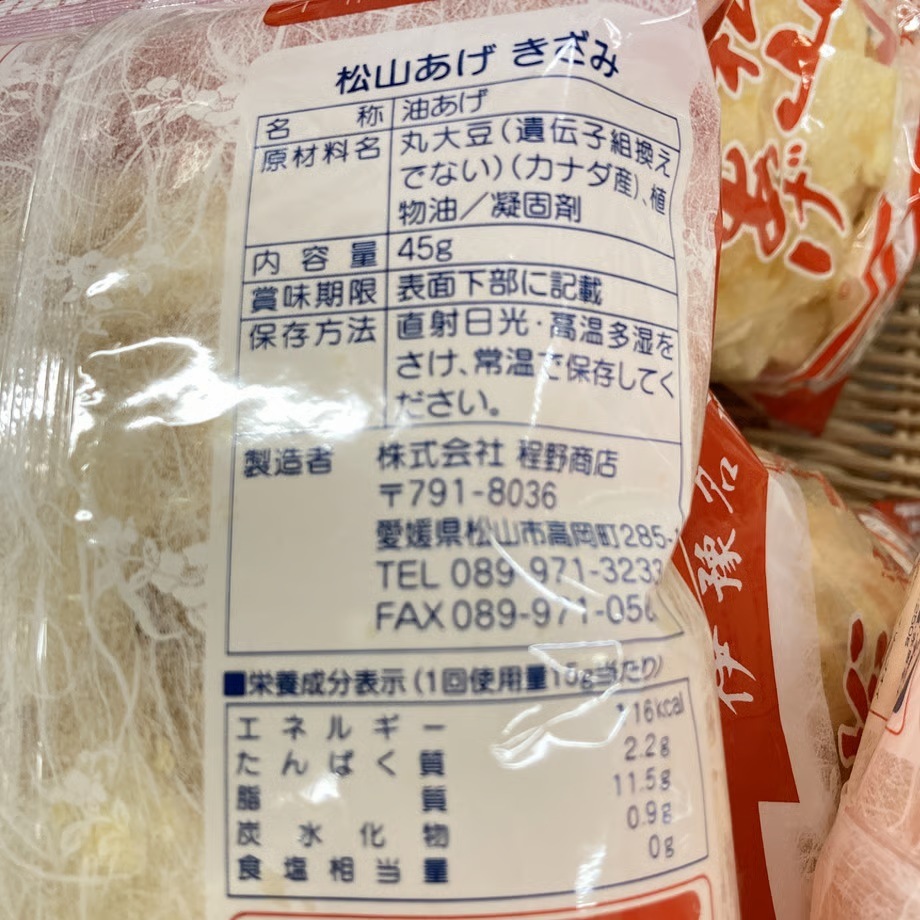 松山あげ きざみ
名称 油あげ
原材料名 丸大豆(遺伝子組換え
でない)(カナダ産)、植
物油/凝固剤
内容量 45g
賞味期限 表面下部に記載
保存方法 直射日光・高温多湿を
さけ、常温で保存してく
ださい。
製造者 株式会社 程野商店
〒791-8036
愛媛県松山市高岡町285-
TEL 089-971-3233
FAX 089-971-056
■栄養成分表示(1回使用量15g当たり)
エネルギー 116kcal
たんぱく質 2.2g
脂質 11.5g
炭水化物 0.9g
食塩相当量 0g
松山あげ
伊豫名